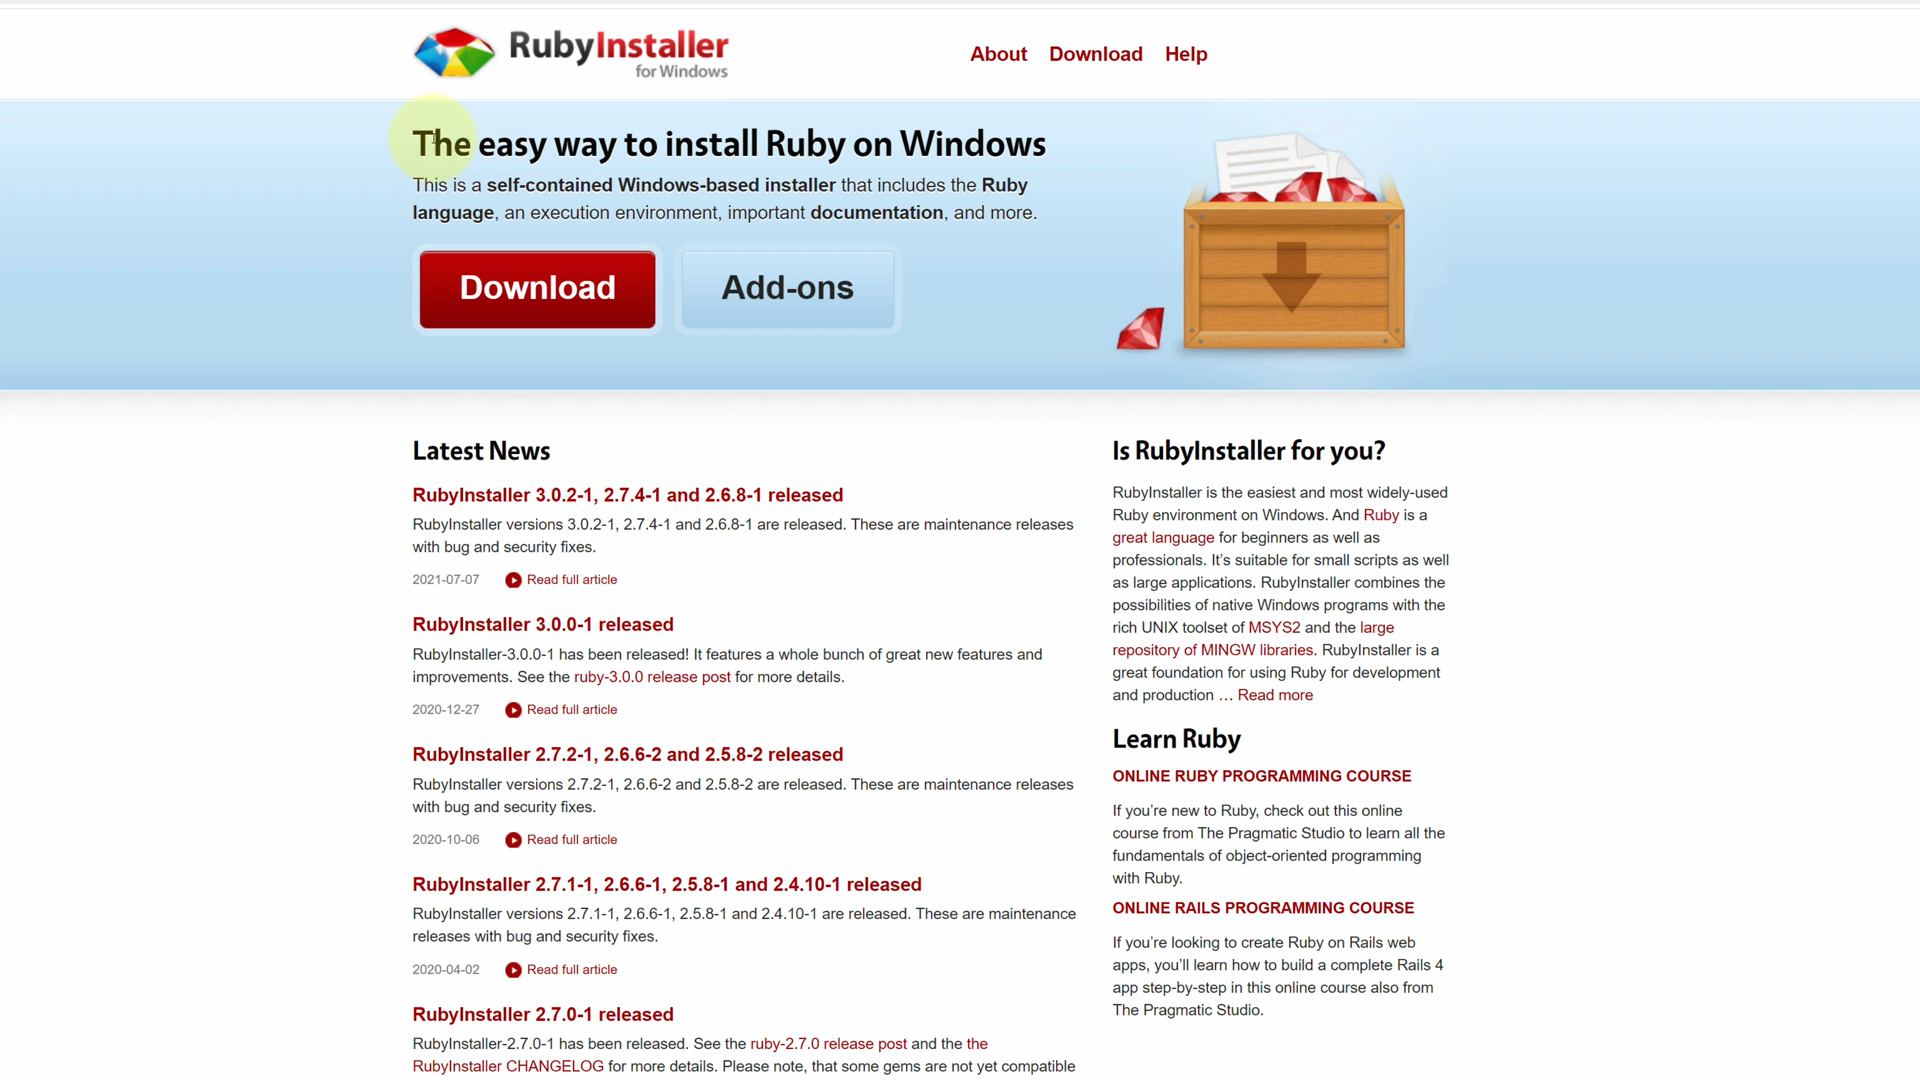 RubyInstaller
for Windows
About Download Help
The easy way to install Ruby on Windows
This is a self-contained Windows-based installer that includes the Ruby
language, an execution environment, important documentation, and more.
Download Add-ons
Latest News
RubyInstaller 3.0.2-1, 2.7.4-1 and 2.6.8-1 released
RubyInstaller versions 3.0.2-1, 2.7.4-1 and 2.6.8-1 are released. These are maintenance releases
with bug and security fixes.
2021-07-07 Read full article
RubyInstaller 3.0.0-1 released
RubyInstaller-3.0.0-1 has been released! It features a whole bunch of great new features and
improvements. See the ruby-3.0.0 release post for more details.
2020-12-27 Read full article
RubyInstaller 2.7.2-1, 2.6.6-2 and 2.5.8-2 released
RubyInstaller versions 2.7.2-1, 2.6.6-2 and 2.5.8-2 are released. These are maintenance releases
with bug and security fixes.
2020-10-06 Read full article
RubyInstaller 2.7.1-1, 2.6.6-1, 2.5.8-1 and 2.4.10-1 released
RubyInstaller versions 2.7.1-1, 2.6.6-1, 2.5.8-1 and 2.4.10-1 are released. These are maintenance
releases with bug and security fixes.
2020-04-02 Read full article
RubyInstaller 2.7.0-1 released
RubyInstaller-2.7.0-1 has been released. See the ruby-2.7.0 release post and the the
RubyInstaller CHANGELOG for more details. Please note, that some gems are not yet compatible
Is RubyInstaller for you?
RubyInstaller is the easiest and most widely-used
Ruby environment on Windows. And Ruby is a
great language for beginners as well as
professionals. It’s suitable for small scripts as well
as large applications. RubyInstaller combines the
possibilities of native Windows programs with the
rich UNIX toolset of MSYS2 and the large
repository of MINGW libraries. RubyInstaller is a
great foundation for using Ruby for development
and production … Read more
Learn Ruby
ONLINE RUBY PROGRAMMING COURSE
If you’re new to Ruby, check out this online
course from The Pragmatic Studio to learn all the
fundamentals of object-oriented programming
with Ruby.
ONLINE RAILS PROGRAMMING COURSE
If you’re looking to create Ruby on Rails web
apps, you’ll learn how to build a complete Rails 4
app step-by-step in this online course also from
The Pragmatic Studio.